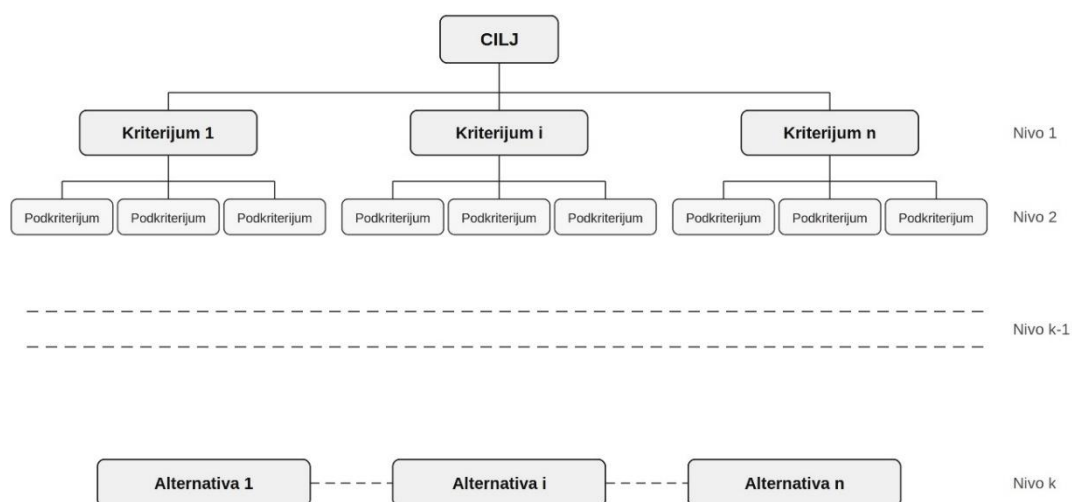 CILJ
Kriterijum 1 Kriterijum i Kriterijum n Nivo 1
Podkriterijum Podkriterijum Podkriterijum Podkriterijum Podkriterijum Podkriterijum Podkriterijum Podkriterijum Podkriterijum Nivo 2
Nivo k-1
Alternativa 1 Alternativa i Alternativa n Nivo k